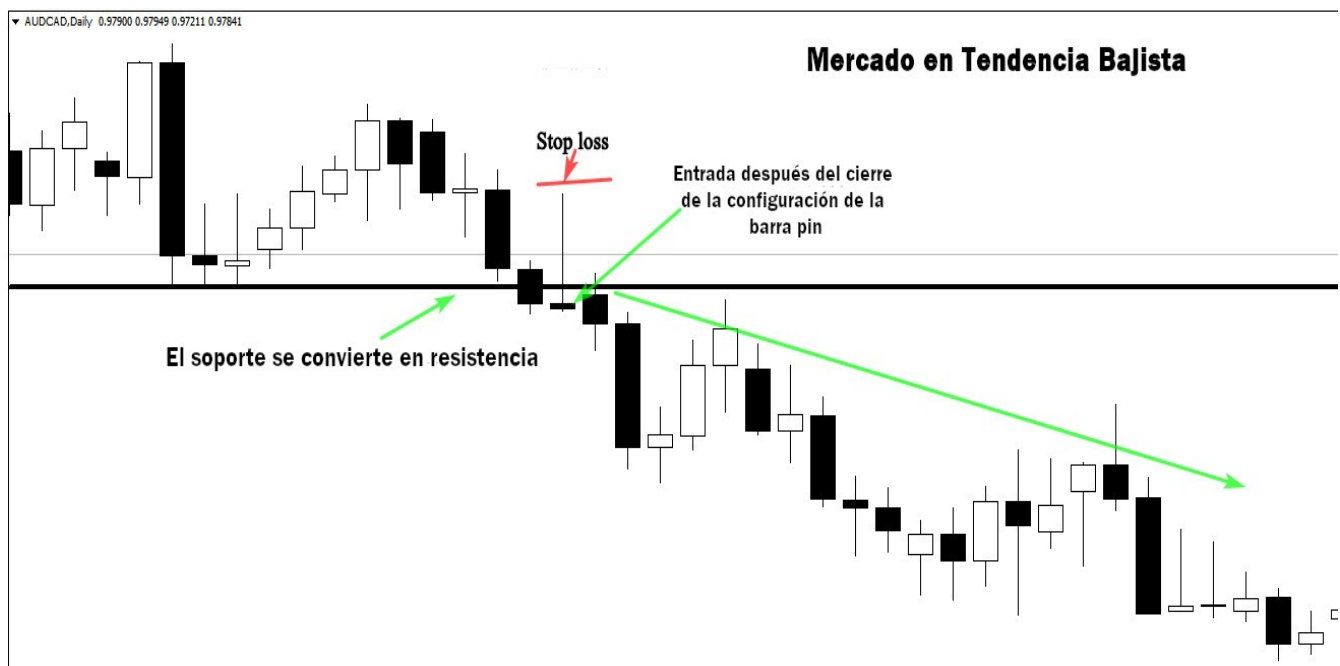 AUDCAD,Daily 0.97900 0.97949 0.97211 0.97841
Mercado en Tendencia Bajista
Stop loss
Entrada después del cierre
de la configuración de la
barra pin
El soporte se convierte en resistencia